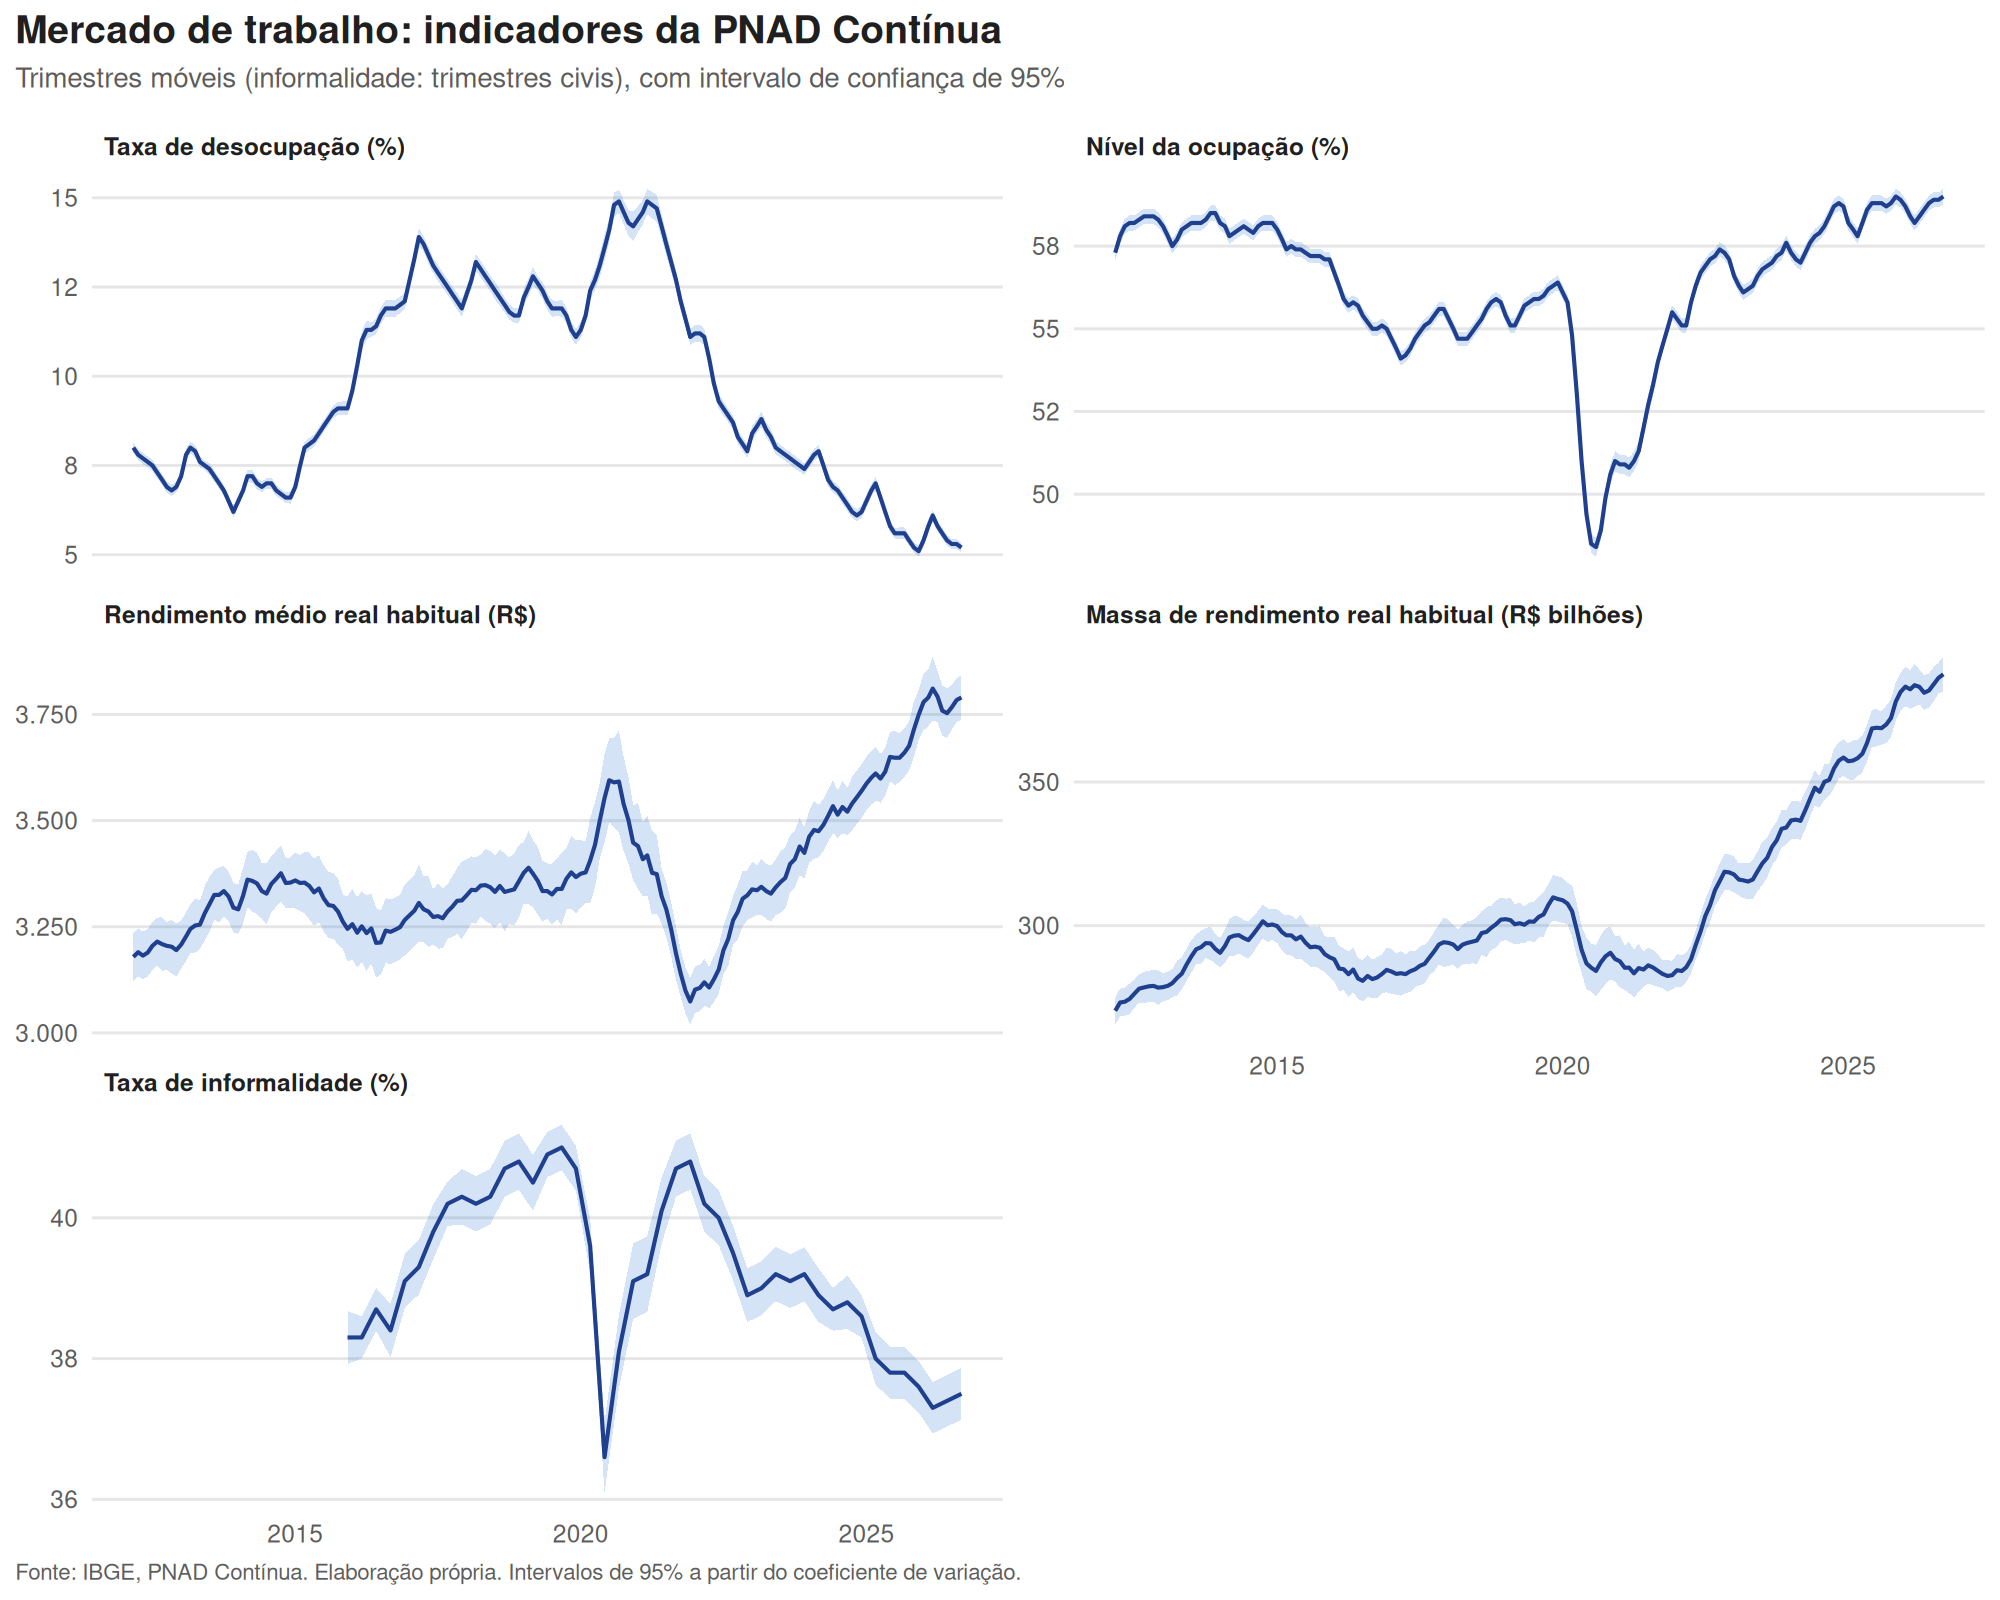 Mercado de trabalho: indicadores da PNAD Contínua
Trimestres móveis (informalidade: trimestres civis), com intervalo de confiança de 95%
Taxa de desocupação (%)
15
12
10
8
5
Nível da ocupação (%)
58
55
52
50
Rendimento médio real habitual (R$)
3.750
3.500
3.250
3.000
Massa de rendimento real habitual (R$ bilhões)
350
300
2015 2020 2025
Taxa de informalidade (%)
40
38
36
2015 2020 2025
Fonte: IBGE, PNAD Contínua. Elaboração própria. Intervalos de 95% a partir do coeficiente de variação.